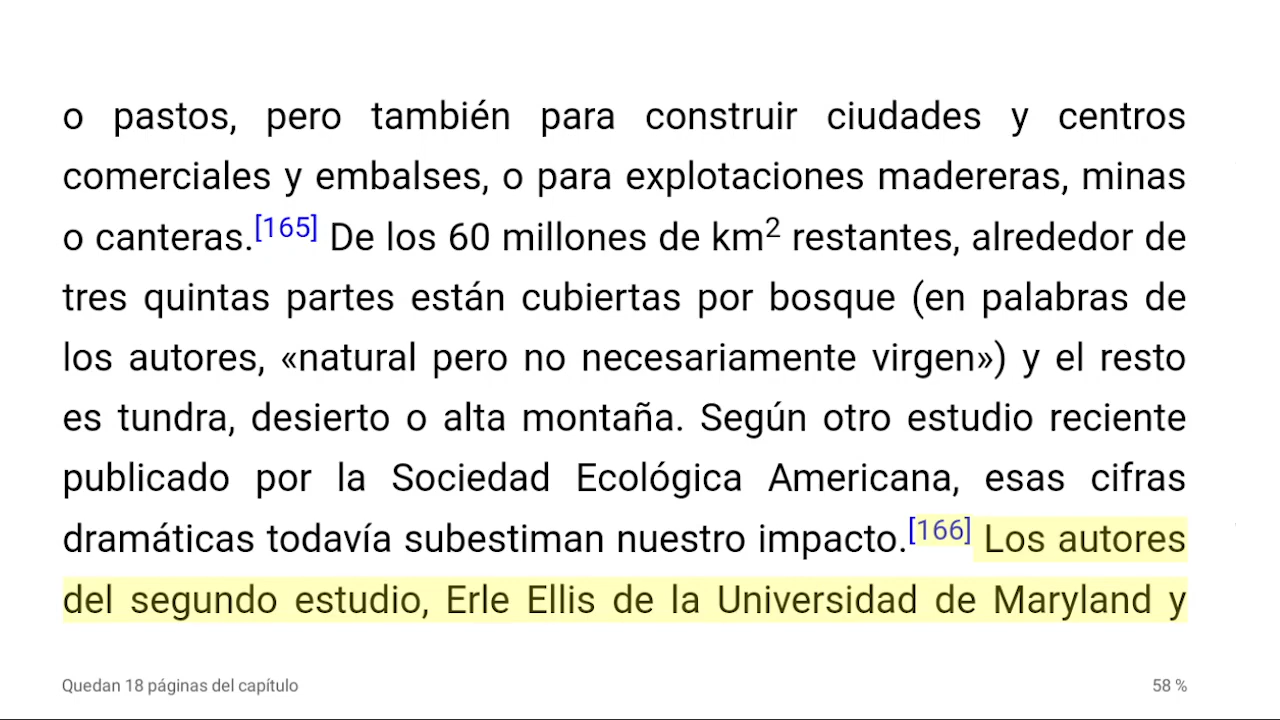 o pastos, pero también para construir ciudades y centros
comerciales y embalses, o para explotaciones madereras, minas
o canteras.[165] De los 60 millones de km² restantes, alrededor de
tres quintas partes están cubiertas por bosque (en palabras de
los autores, «natural pero no necesariamente virgen») y el resto
es tundra, desierto o alta montaña. Según otro estudio reciente
publicado por la Sociedad Ecológica Americana, esas cifras
dramáticas todavía subestiman nuestro impacto.[166] Los autores
del segundo estudio, Erle Ellis de la Universidad de Maryland y
Quedan 18 páginas del capítulo 58 %